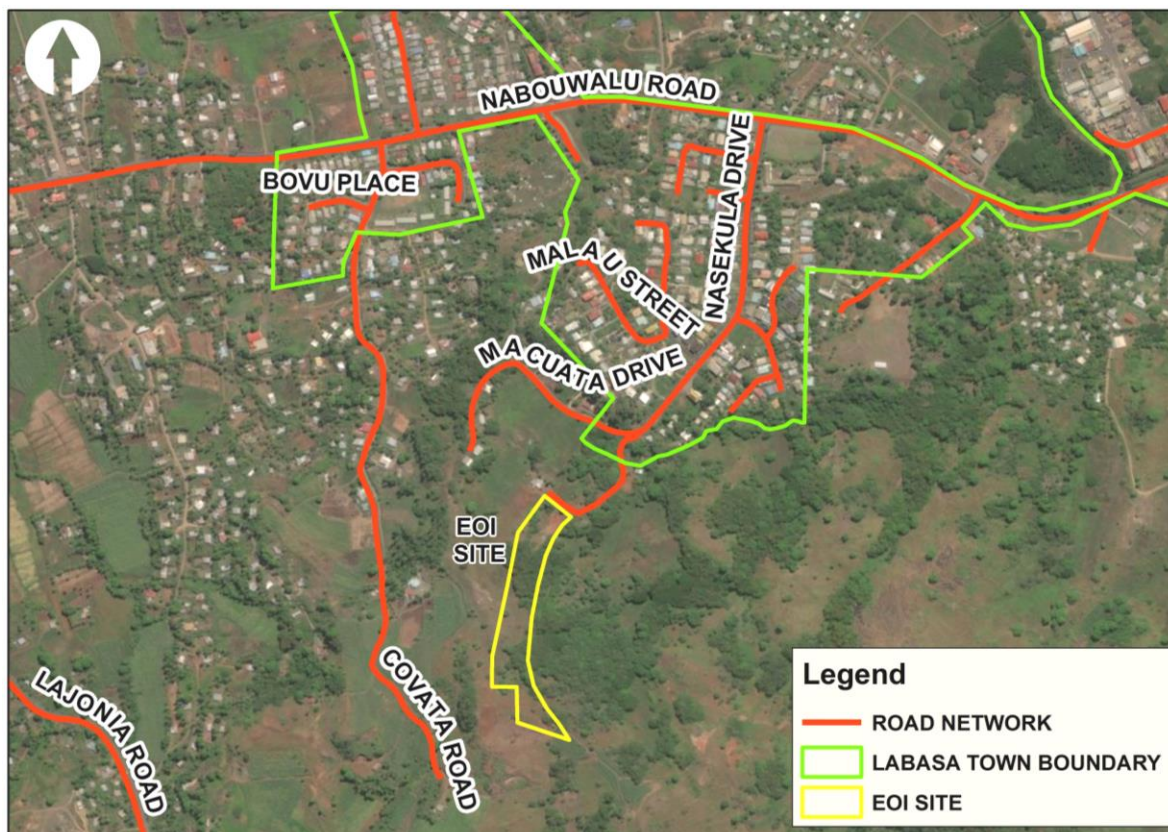 NABOUWALU ROAD
BOVU PLACE
NASEKULA DRIVE
MALAU STREET
MACUATA DRIVE
EOI
SITE
COVATA ROAD
LAJONIA ROAD
Legend
ROAD NETWORK
LABASA TOWN BOUNDARY
EOI SITE